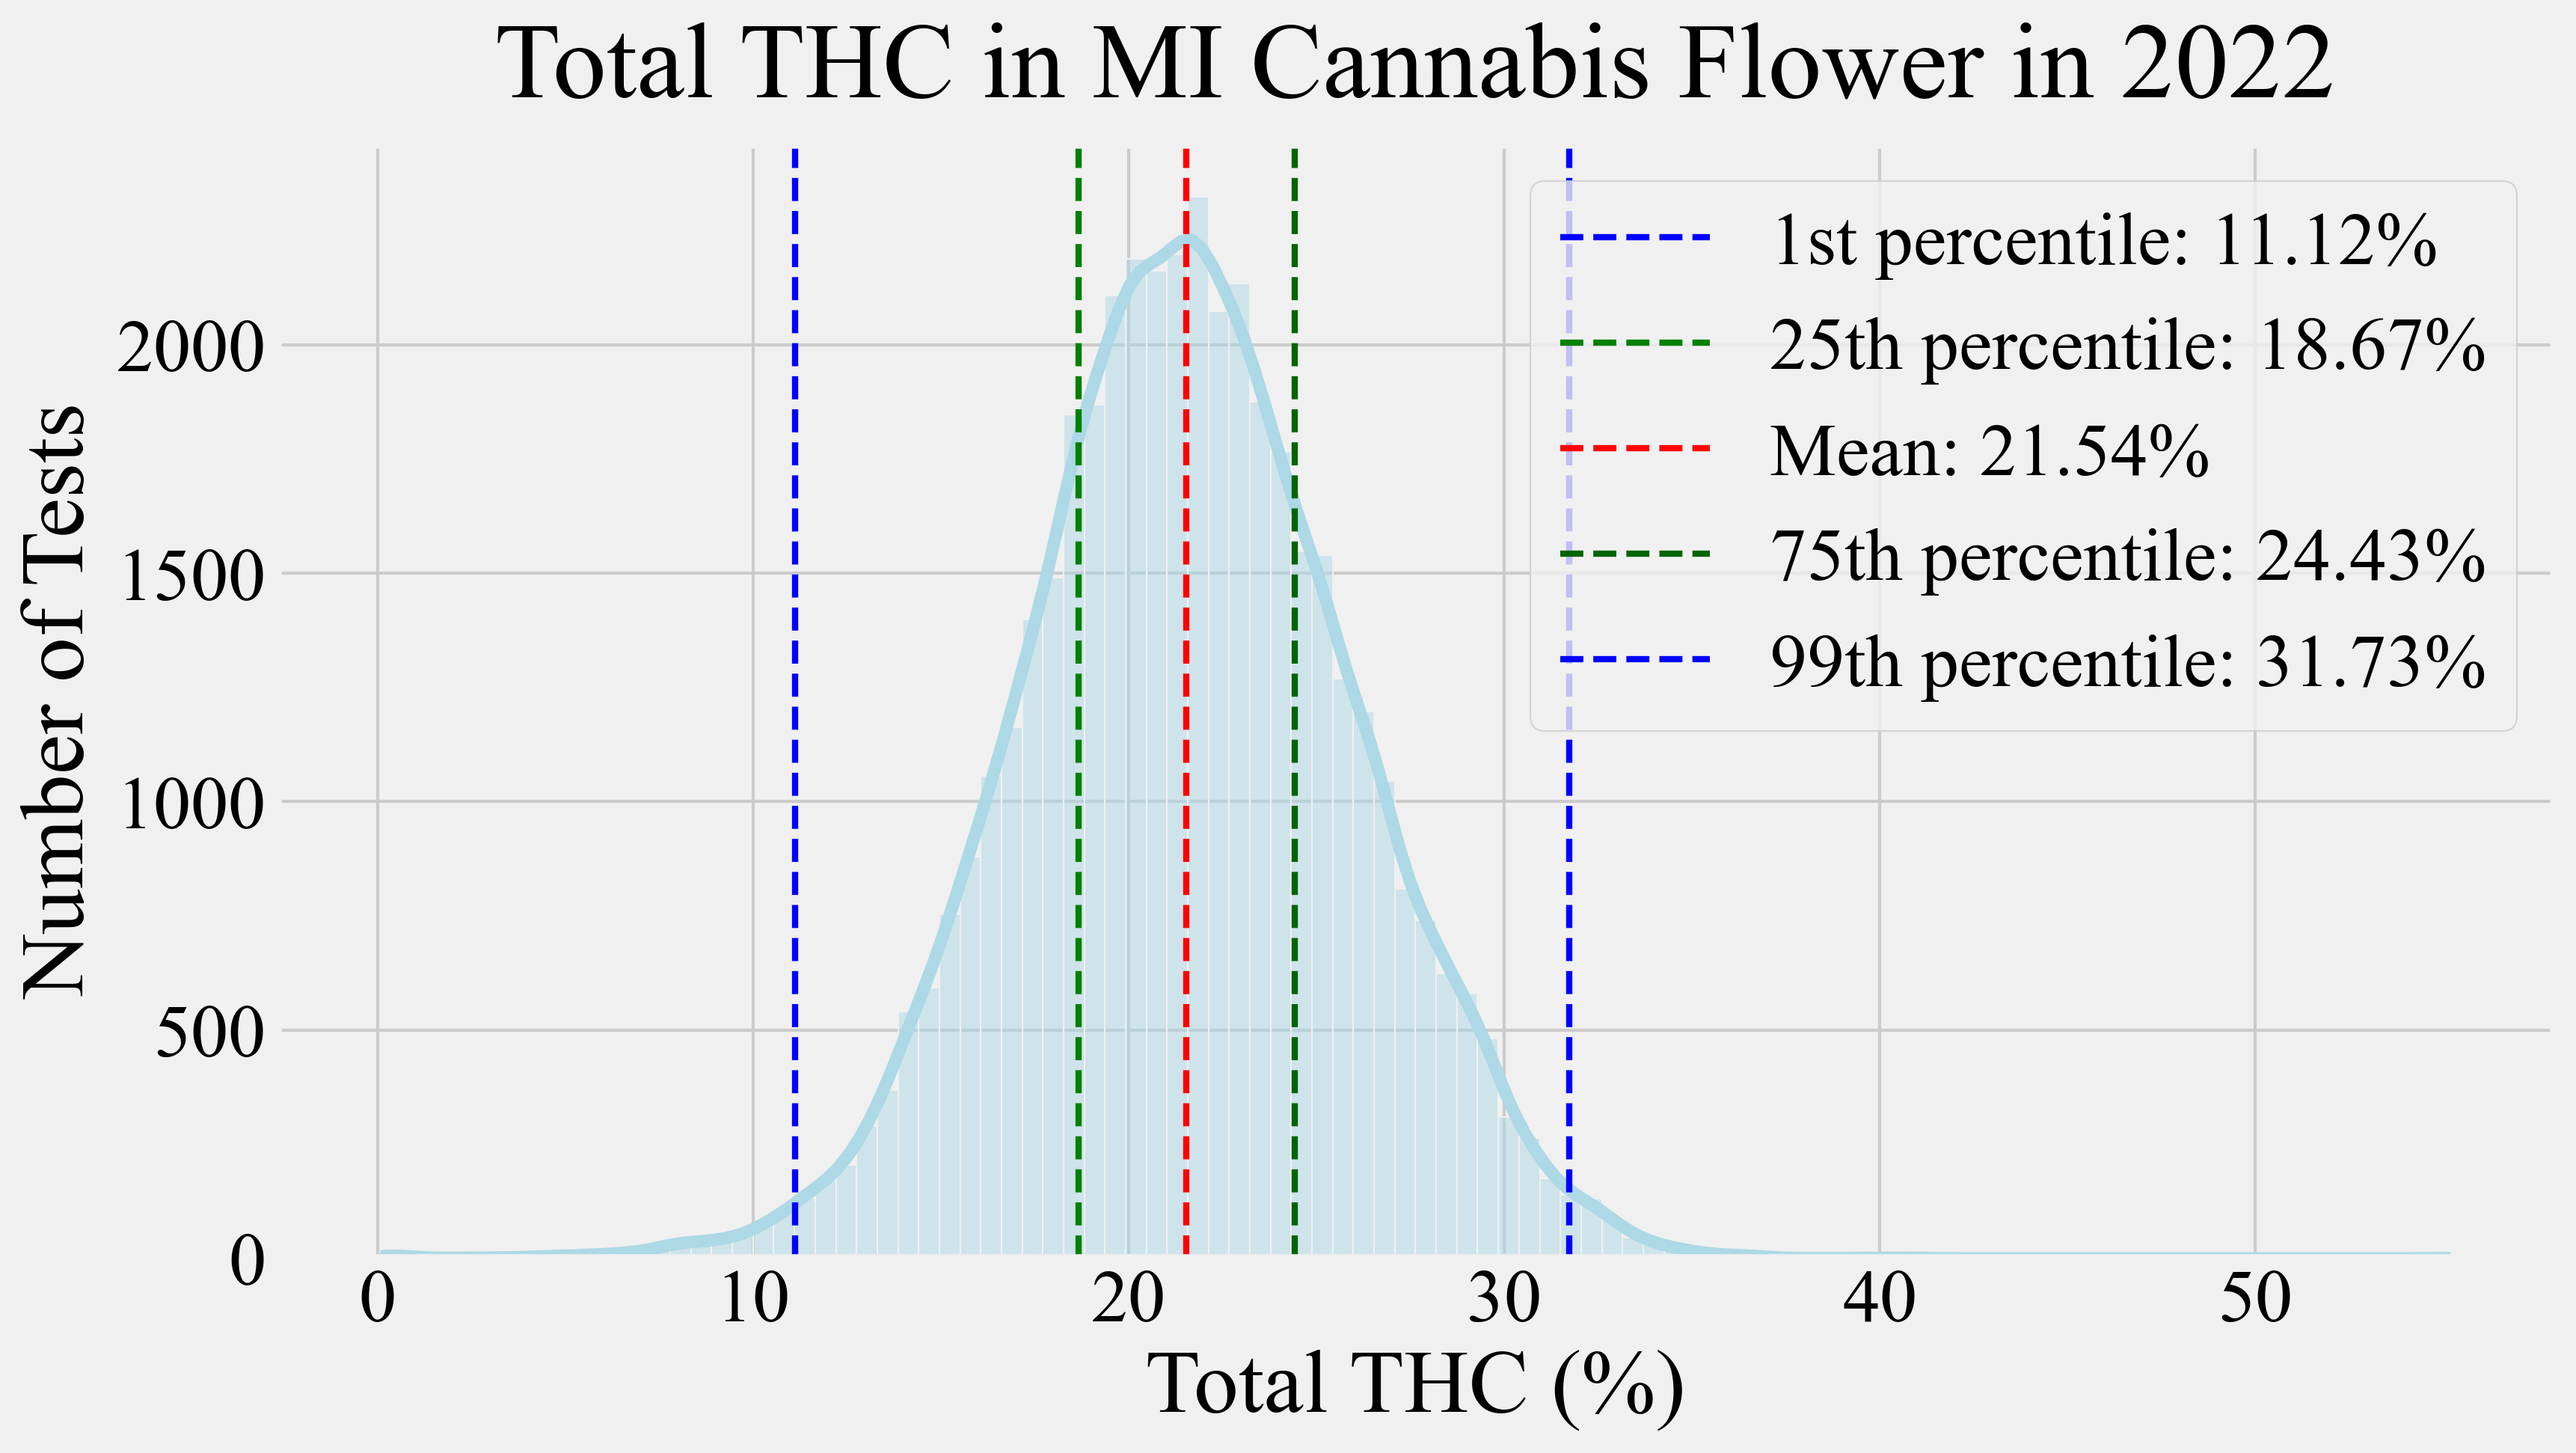 Total THC in MI Cannabis Flower in 2022
1st percentile: 11.12%
25th percentile: 18.67%
Mean: 21.54%
75th percentile: 24.43%
99th percentile: 31.73%
Number of Tests
2000
1500
1000
500
0
0 10 20 30 40 50
Total THC (%)